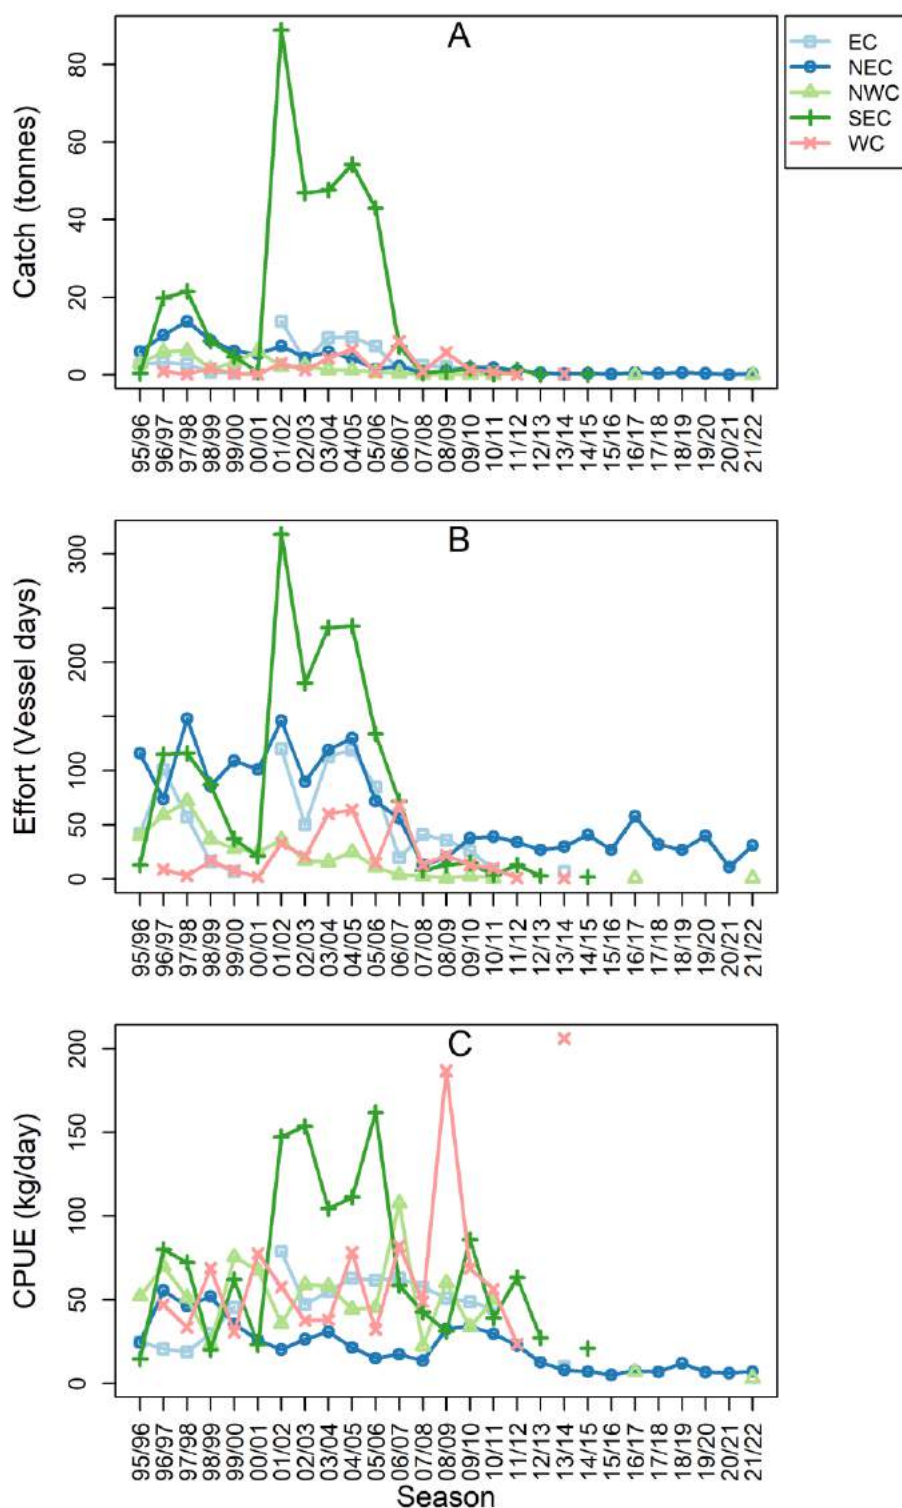 A
EC
NEC
NWC
SEC
WC
Catch (tonnes)
80
60
40
20
0
95/96 96/97 97/98 98/99 99/00 00/01 01/02 02/03 03/04 04/05 05/06 06/07 07/08 08/09 09/10 10/11 11/12 12/13 13/14 14/15 15/16 16/17 17/18 18/19 19/20 20/21 21/22
B
Effort (Vessel days)
300
200
100
50
0
95/96 96/97 97/98 98/99 99/00 00/01 01/02 02/03 03/04 04/05 05/06 06/07 07/08 08/09 09/10 10/11 11/12 12/13 13/14 14/15 15/16 16/17 17/18 18/19 19/20 20/21 21/22
C
CPUE (kg/day)
200
150
100
50
0
95/96 96/97 97/98 98/99 99/00 00/01 01/02 02/03 03/04 04/05 05/06 06/07 07/08 08/09 09/10 10/11 11/12 12/13 13/14 14/15 15/16 16/17 17/18 18/19 19/20 20/21 21/22
Season